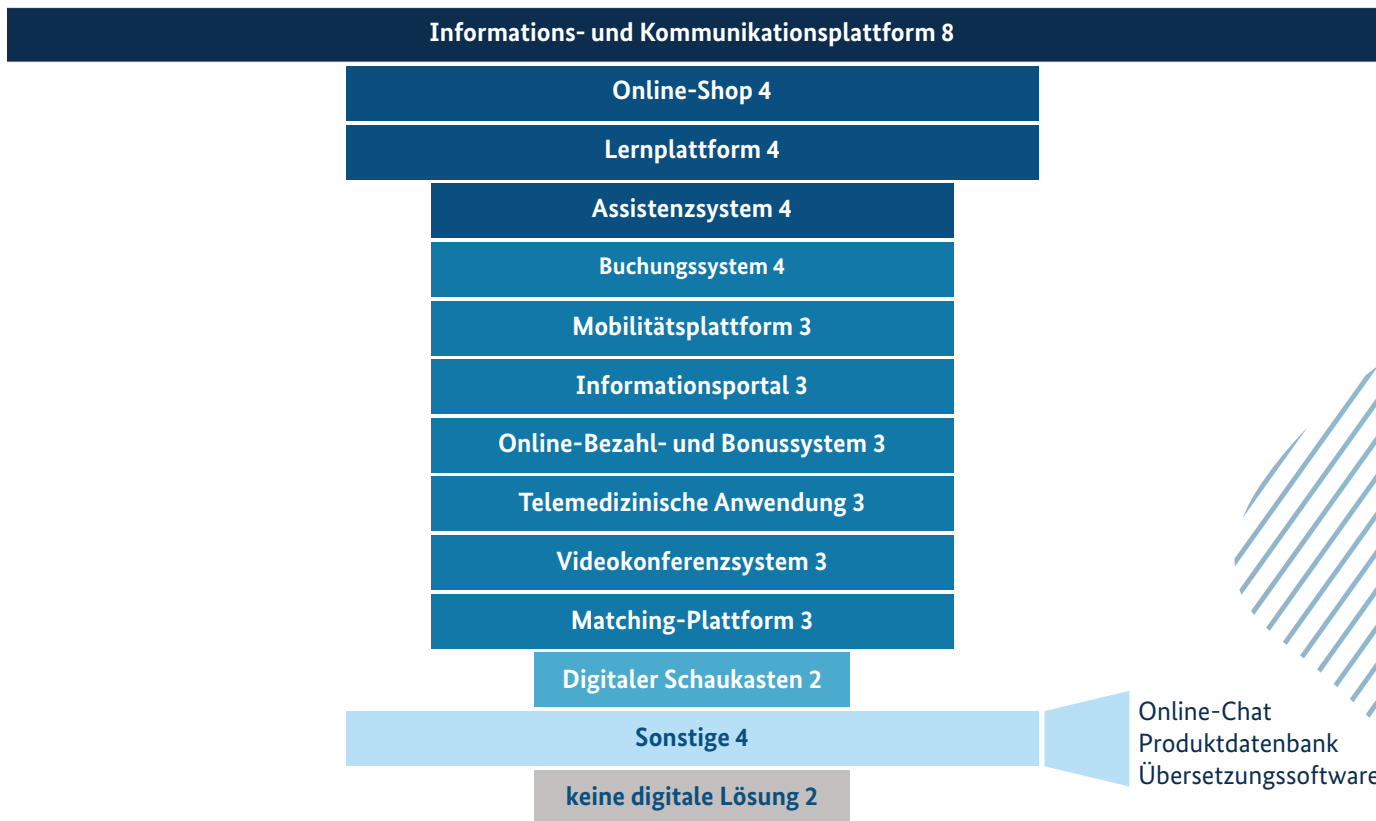 Informations- und Kommunikationsplattform 8
Online-Shop 4
Lernplattform 4
Assistenzsystem 4
Buchungssystem 4
Mobilitätsplattform 3
Informationsportal 3
Online-Bezahl- und Bonussystem 3
Telemedizinische Anwendung 3
Videokonferenzsystem 3
Matching-Plattform 3
Digitaler Schaukasten 2
Sonstige 4
Online-Chat
Produktdatenbank
Übersetzungssoftware
keine digitale Lösung 2